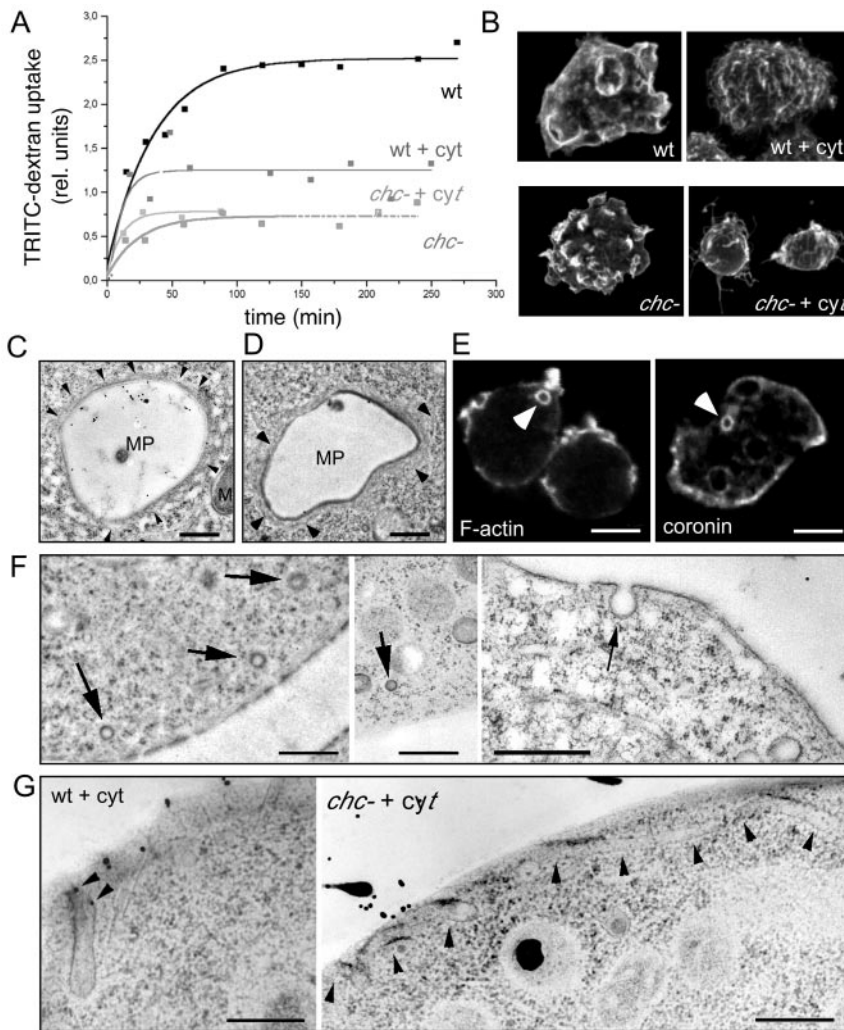 A
TRITC-dextran uptake
(rel. units)
3,0
2,5
2,0
1,5
1,0
0,5
0,0
0 50 100 150 200 250 300
time (min)
wt
wt + cyt
chc- + cyt
chc-
B
wt
wt + cyt
chc-
chc- + cyt
C
MP
M
D
MP
E
F-actin
coronin
F
G
wt + cyt
chc- + cyt